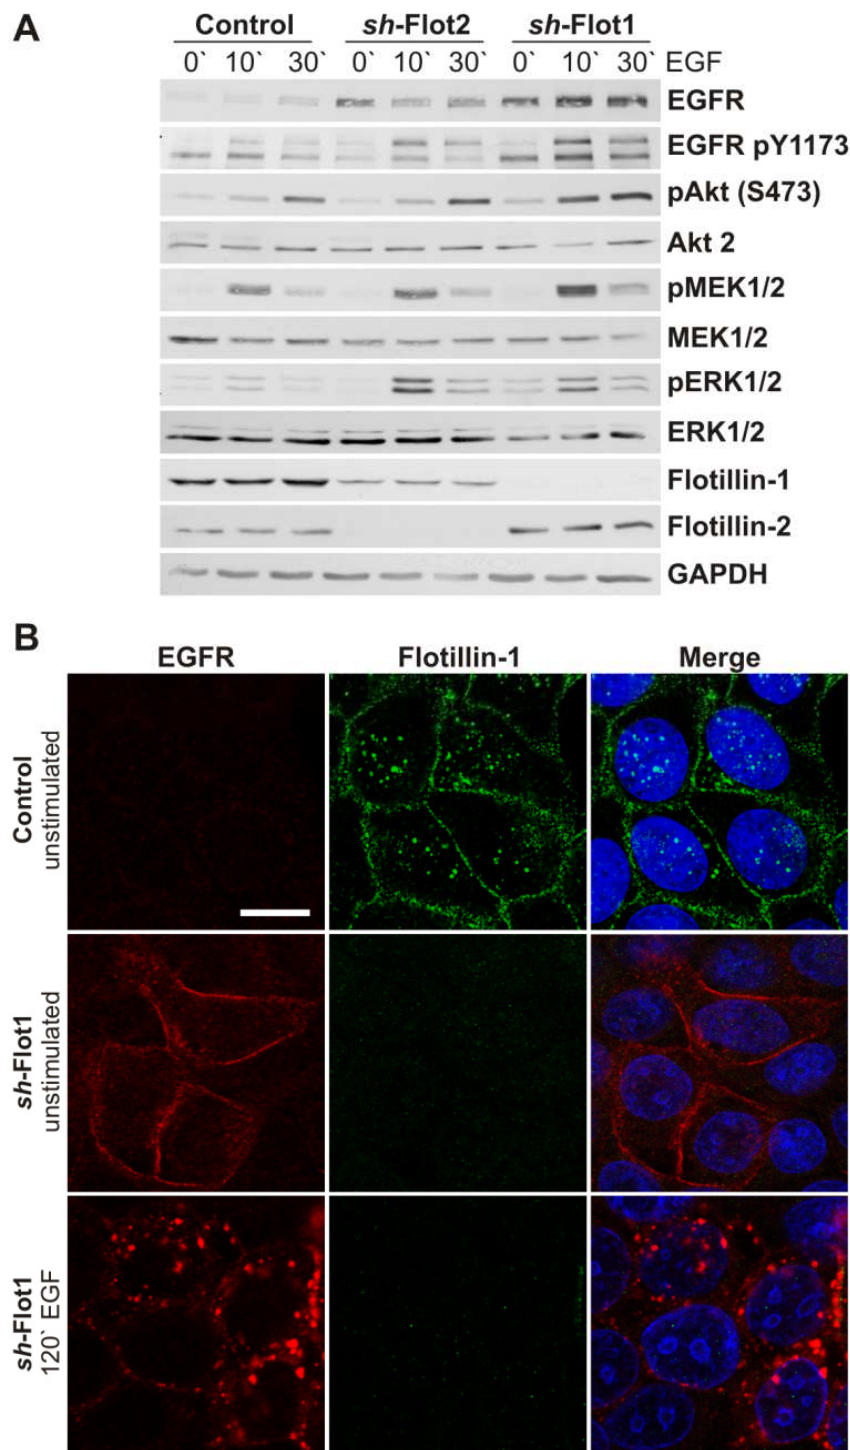 A
Control sh-Flot2 sh-Flot1
0` 10` 30` 0` 10` 30` 0` 10` 30` EGF
EGFR
EGFR pY1173
pAkt (S473)
Akt 2
pMEK1/2
MEK1/2
pERK1/2
ERK1/2
Flotillin-1
Flotillin-2
GAPDH
B
EGFR Flotillin-1 Merge
Control
unstimulated
sh-Flot1
unstimulated
sh-Flot1
120` EGF